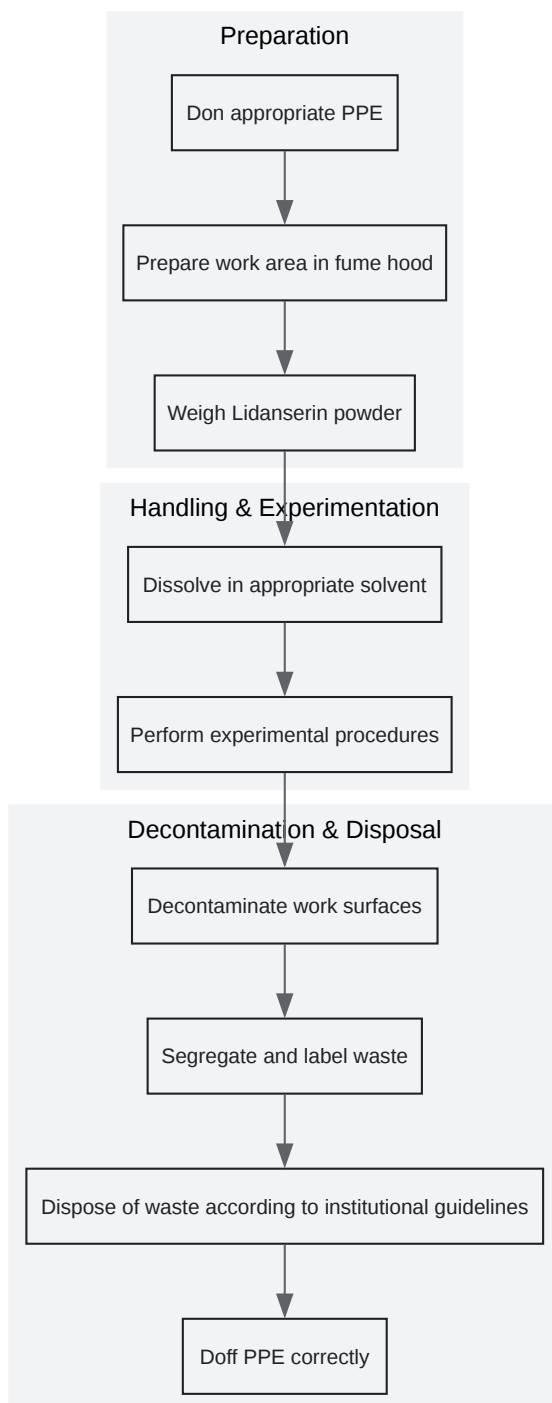 Preparation
Don appropriate PPE
Prepare work area in fume hood
Weigh Lidanserin powder
Handling & Experimentation
Dissolve in appropriate solvent
Perform experimental procedures
Decontamination & Disposal
Decontaminate work surfaces
Segregate and label waste
Dispose of waste according to institutional guidelines
Doff PPE correctly